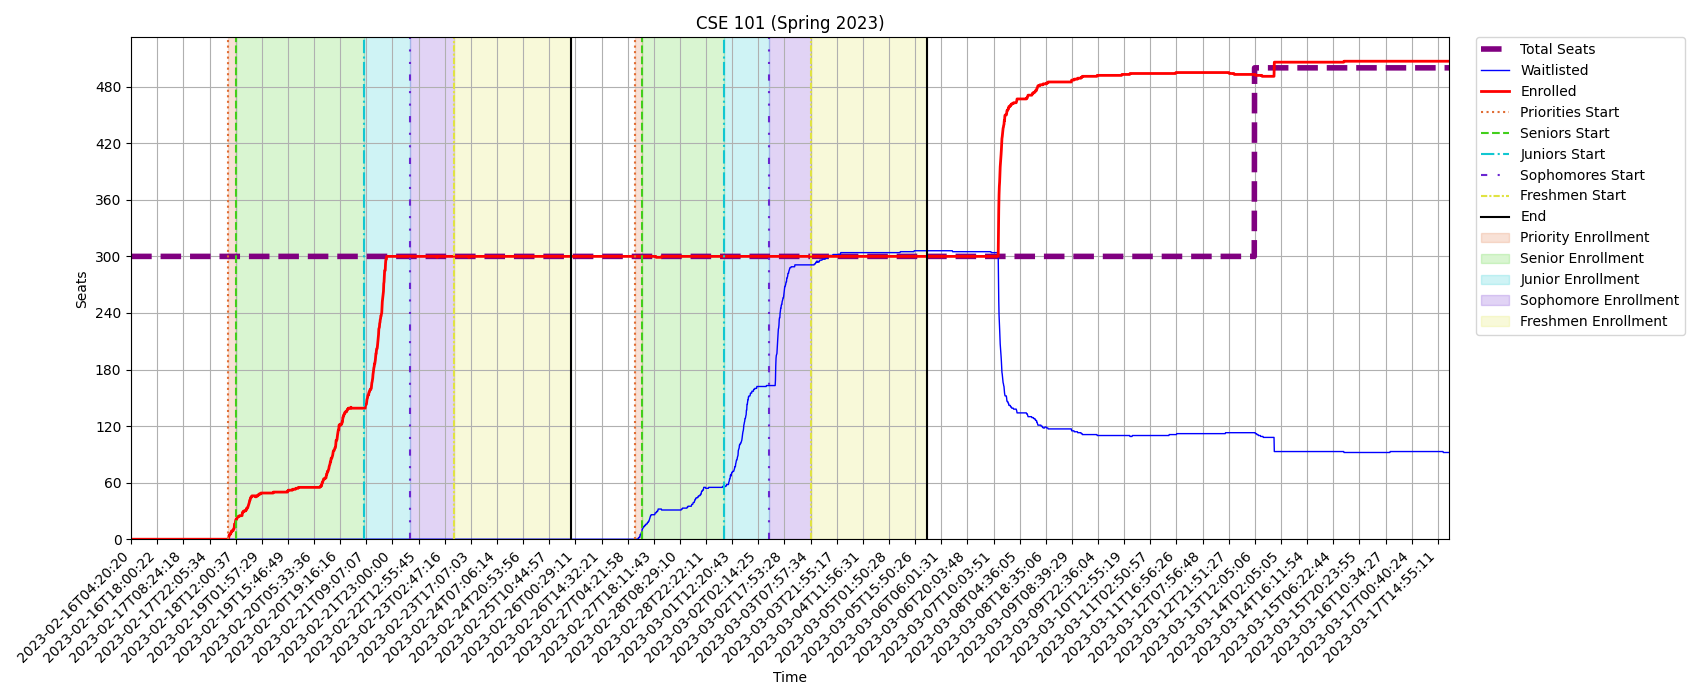 CSE 101 (Spring 2023)
Seats
480
420
360
300
240
180
120
60
0
2023-02-16T04:20:20
2023-02-16T18:00:22
2023-02-17T08:24:18
2023-02-17T22:05:34
2023-02-18T12:00:37
2023-02-19T01:57:29
2023-02-19T15:46:49
2023-02-20T05:33:36
2023-02-20T19:16:16
2023-02-21T09:07:07
2023-02-21T23:00:00
2023-02-22T12:55:45
2023-02-23T02:47:16
2023-02-23T17:07:03
2023-02-24T07:06:14
2023-02-24T20:53:56
2023-02-25T10:44:57
2023-02-26T00:29:11
2023-02-26T14:32:21
2023-02-27T04:21:58
2023-02-27T18:11:43
2023-02-28T08:29:10
2023-02-28T22:22:11
2023-03-01T12:20:43
2023-03-02T02:14:25
2023-03-02T17:53:28
2023-03-03T07:57:34
2023-03-03T21:55:17
2023-03-04T11:56:31
2023-03-05T01:50:28
2023-03-05T15:50:26
2023-03-06T06:01:31
2023-03-06T20:03:48
2023-03-07T10:03:51
2023-03-08T04:36:05
2023-03-08T18:35:06
2023-03-09T08:39:29
2023-03-09T22:36:04
2023-03-10T12:55:19
2023-03-11T02:50:57
2023-03-11T16:56:26
2023-03-12T07:56:48
2023-03-12T21:51:27
2023-03-13T12:05:06
2023-03-14T02:05:05
2023-03-14T16:11:54
2023-03-15T06:22:44
2023-03-15T20:23:55
2023-03-16T10:34:27
2023-03-17T00:40:24
2023-03-17T14:55:11
Time
Total Seats
Waitlisted
Enrolled
Priorities Start
Seniors Start
Juniors Start
Sophomores Start
Freshmen Start
End
Priority Enrollment
Senior Enrollment
Junior Enrollment
Sophomore Enrollment
Freshmen Enrollment